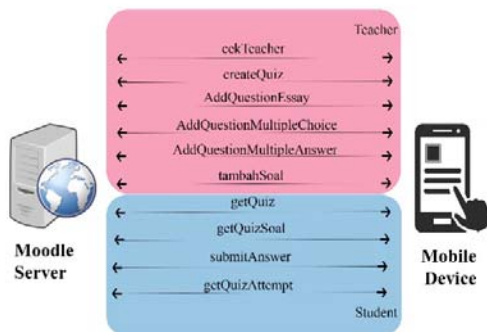 Teacher
cekTeacher
createQuiz
AddQuestionEssay
AddQuestionMultipleChoice
AddQuestionMultipleAnswer
tambahSoal
getQuiz
getQuizSoal
submitAnswer
getQuizAttempt
Student
Moodle
Server
Mobile
Device